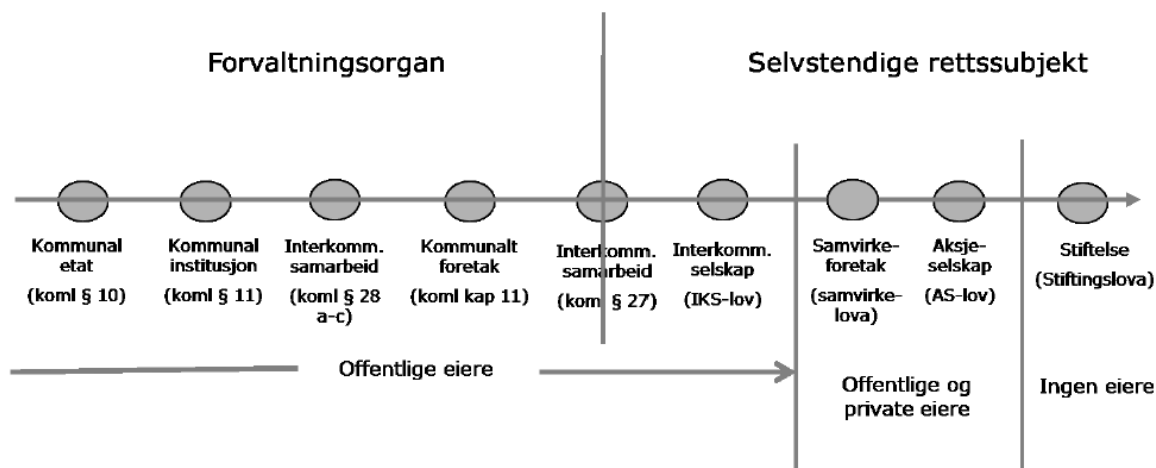 Forvaltningsorgan
Selvstendige rettssubjekt
Kommunal
etat
(koml § 10)
Kommunal
institusjon
(koml § 11)
Interkomm.
samarbeid
(koml § 28
a-c)
Kommunalt
foretak
(koml kap 11)
Interkomm.
samarbeid
(koml § 27)
Interkomm.
selskap
(IKS-lov)
Samvirke-
foretak
(samvirke-
lova)
Aksje-
selskap
(AS-lov)
Stiftelse
(Stiftingslova)
Offentlige eiere
Offentlige og
private eiere
Ingen eiere